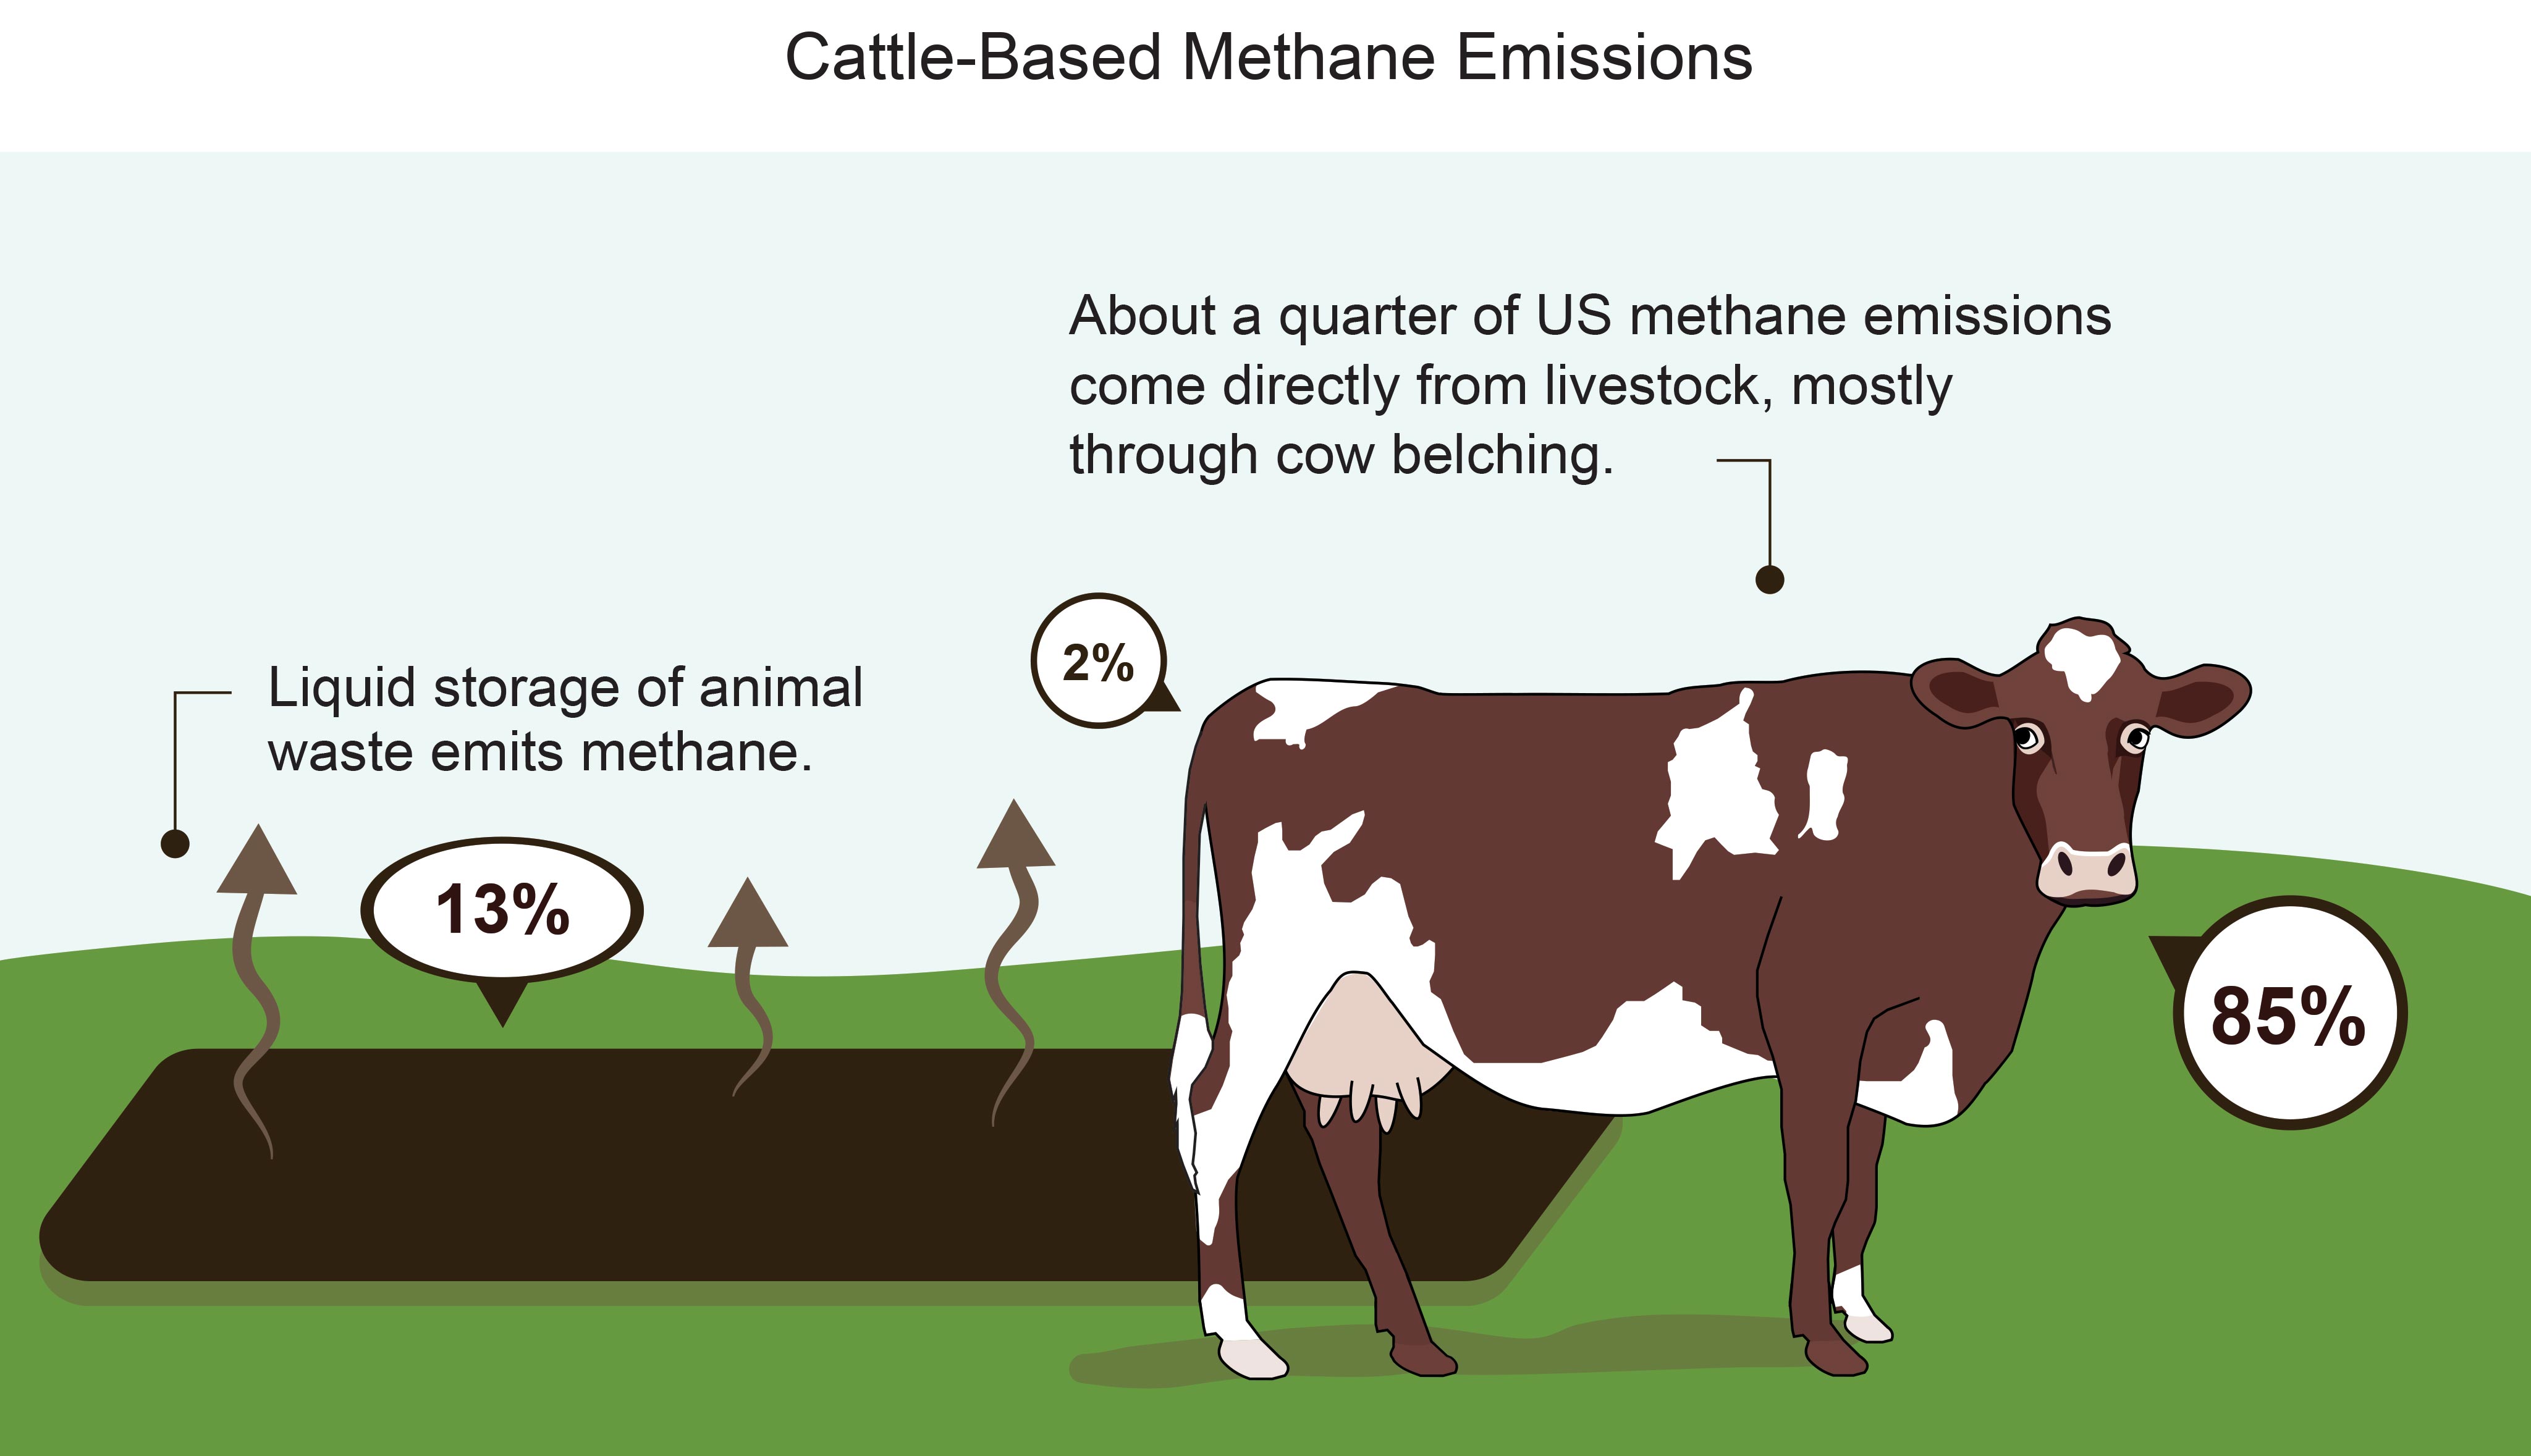 Cattle-Based Methane Emissions
About a quarter of US methane emissions
come directly from livestock, mostly
through cow belching.
2%
Liquid storage of animal
waste emits methane.
13%
85%